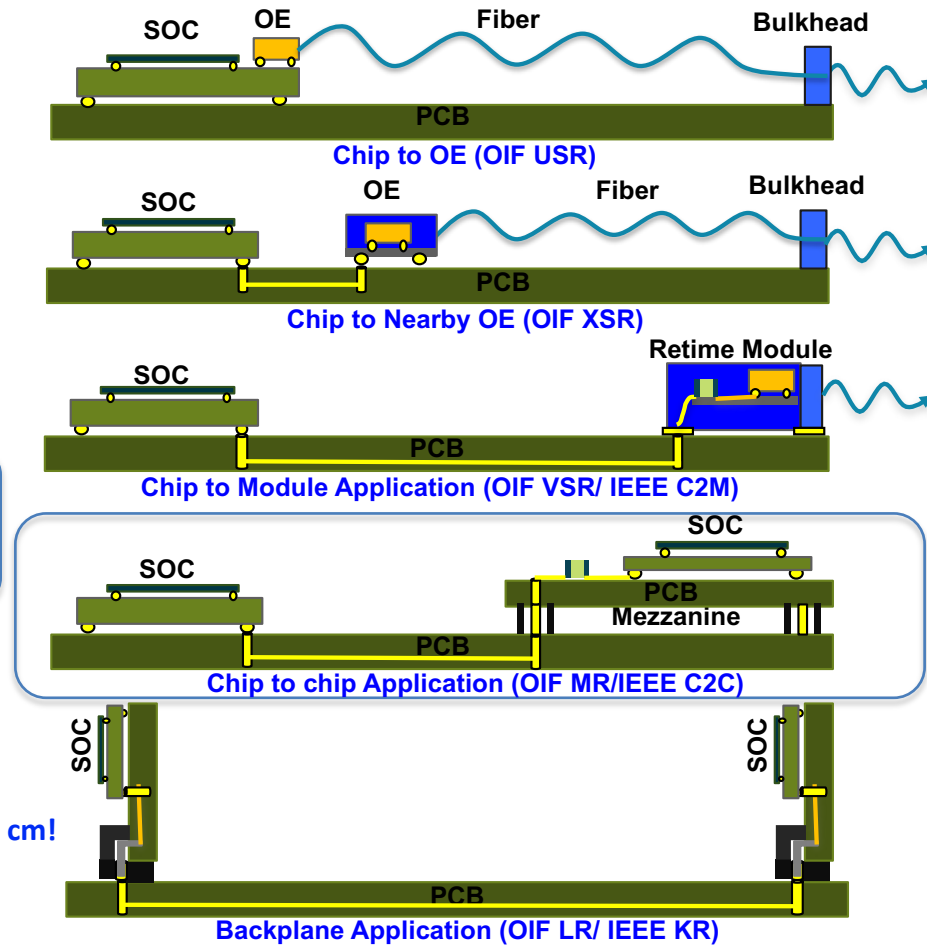 SOC
OE
Fiber
Bulkhead
PCB
Chip to OE (OIF USR)
SOC
OE
Fiber
Bulkhead
PCB
Chip to Nearby OE (OIF XSR)
Retime Module
SOC
PCB
Chip to Module Application (OIF VSR/ IEEE C2M)
SOC
SOC
PCB
Mezzanine
PCB
Chip to chip Application (OIF MR/IEEE C2C)
SOC
SOC
cm!
PCB
Backplane Application (OIF LR/ IEEE KR)